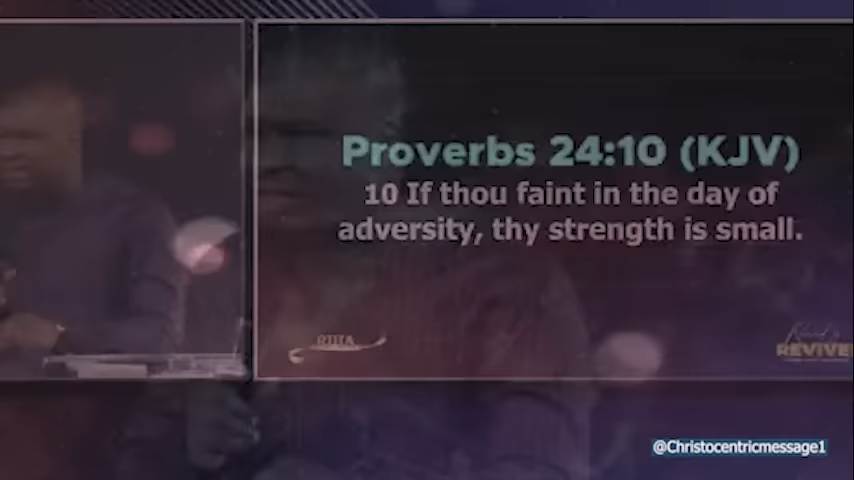 Proverbs 24:10 (KJV)
10 If thou faint in the day of
adversity, thy strength is small.
REVIVE
@Christocentricmessage1